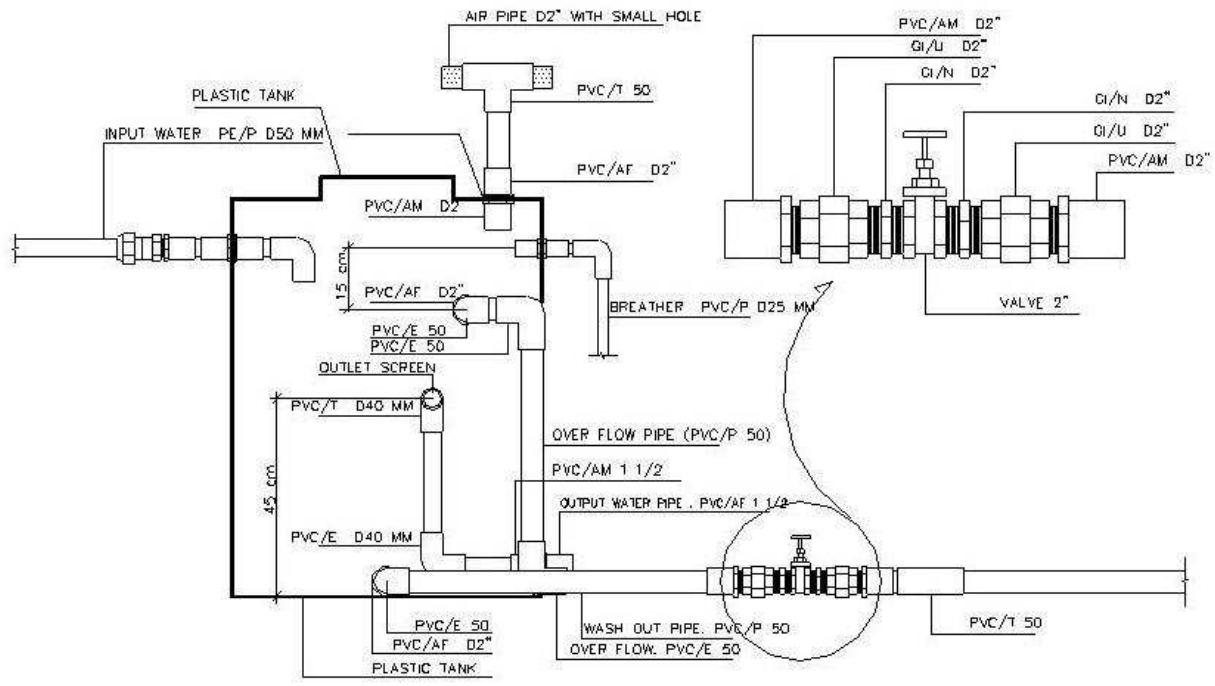 AIR PIPE D2" WITH SMALL HOLE
PVC/T 50
PLASTIC TANK
INPUT WATER PE/P D50 MM
PVC/AF D2"
PVC/AM D2
15 cm
PVC/AF D2"
PVC/E 50
PVC/E 50
BREATHER PVC/P D25 MM
OUTLET SCREEN
PVC/T D40 MM
45 cm
OVER FLOW PIPE (PVC/P 50)
PVC/AM 1 1/2
OUTPUT WATER PIPE . PVC/AF 1 1/2
PVC/E D40 MM
PVC/E 50
PVC/AF D2"
PLASTIC TANK
WASH OUT PIPE. PVC/P 50
OVER FLOW. PVC/E 50
PVC/T 50
PVC/AM D2"
GI/U D2"
GI/N D2"
GI/N D2"
GI/U D2"
PVC/AM D2"
VALVE 2"